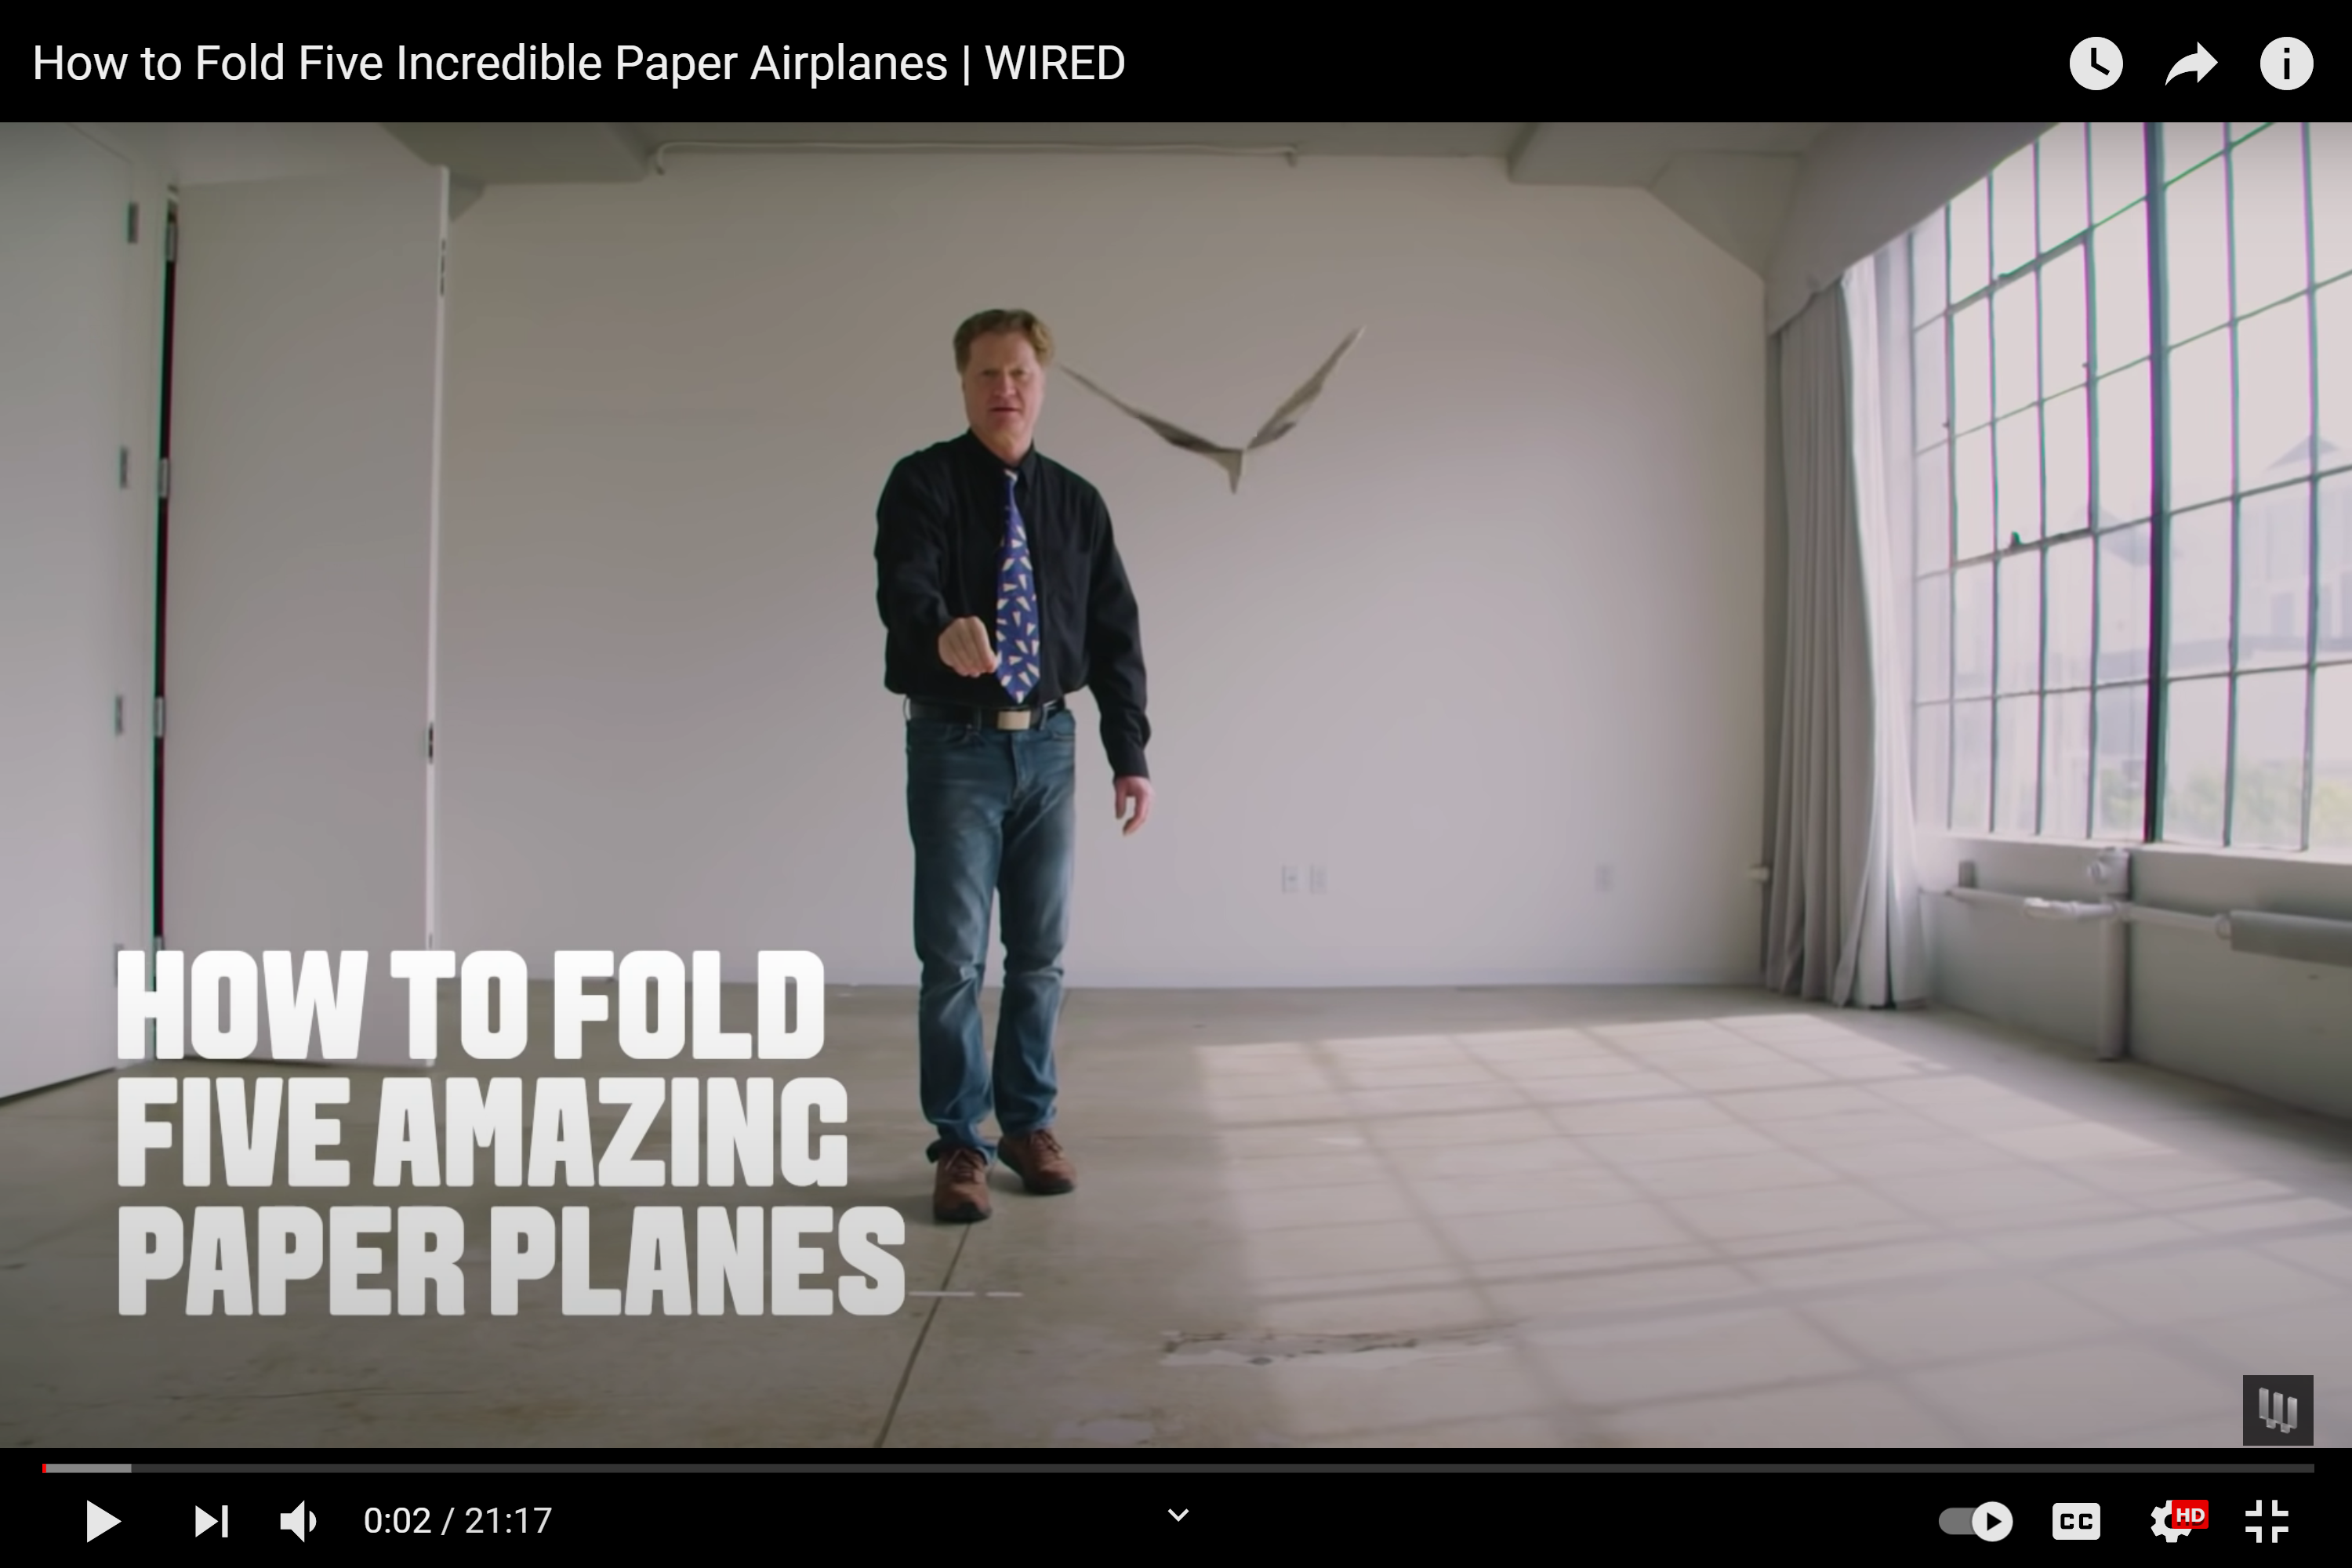 How to Fold Five Incredible Paper Airplanes | WIRED
HOW TO FOLD
FIVE AMAZING
PAPER PLANES
0:02 / 21:17
CC
HD